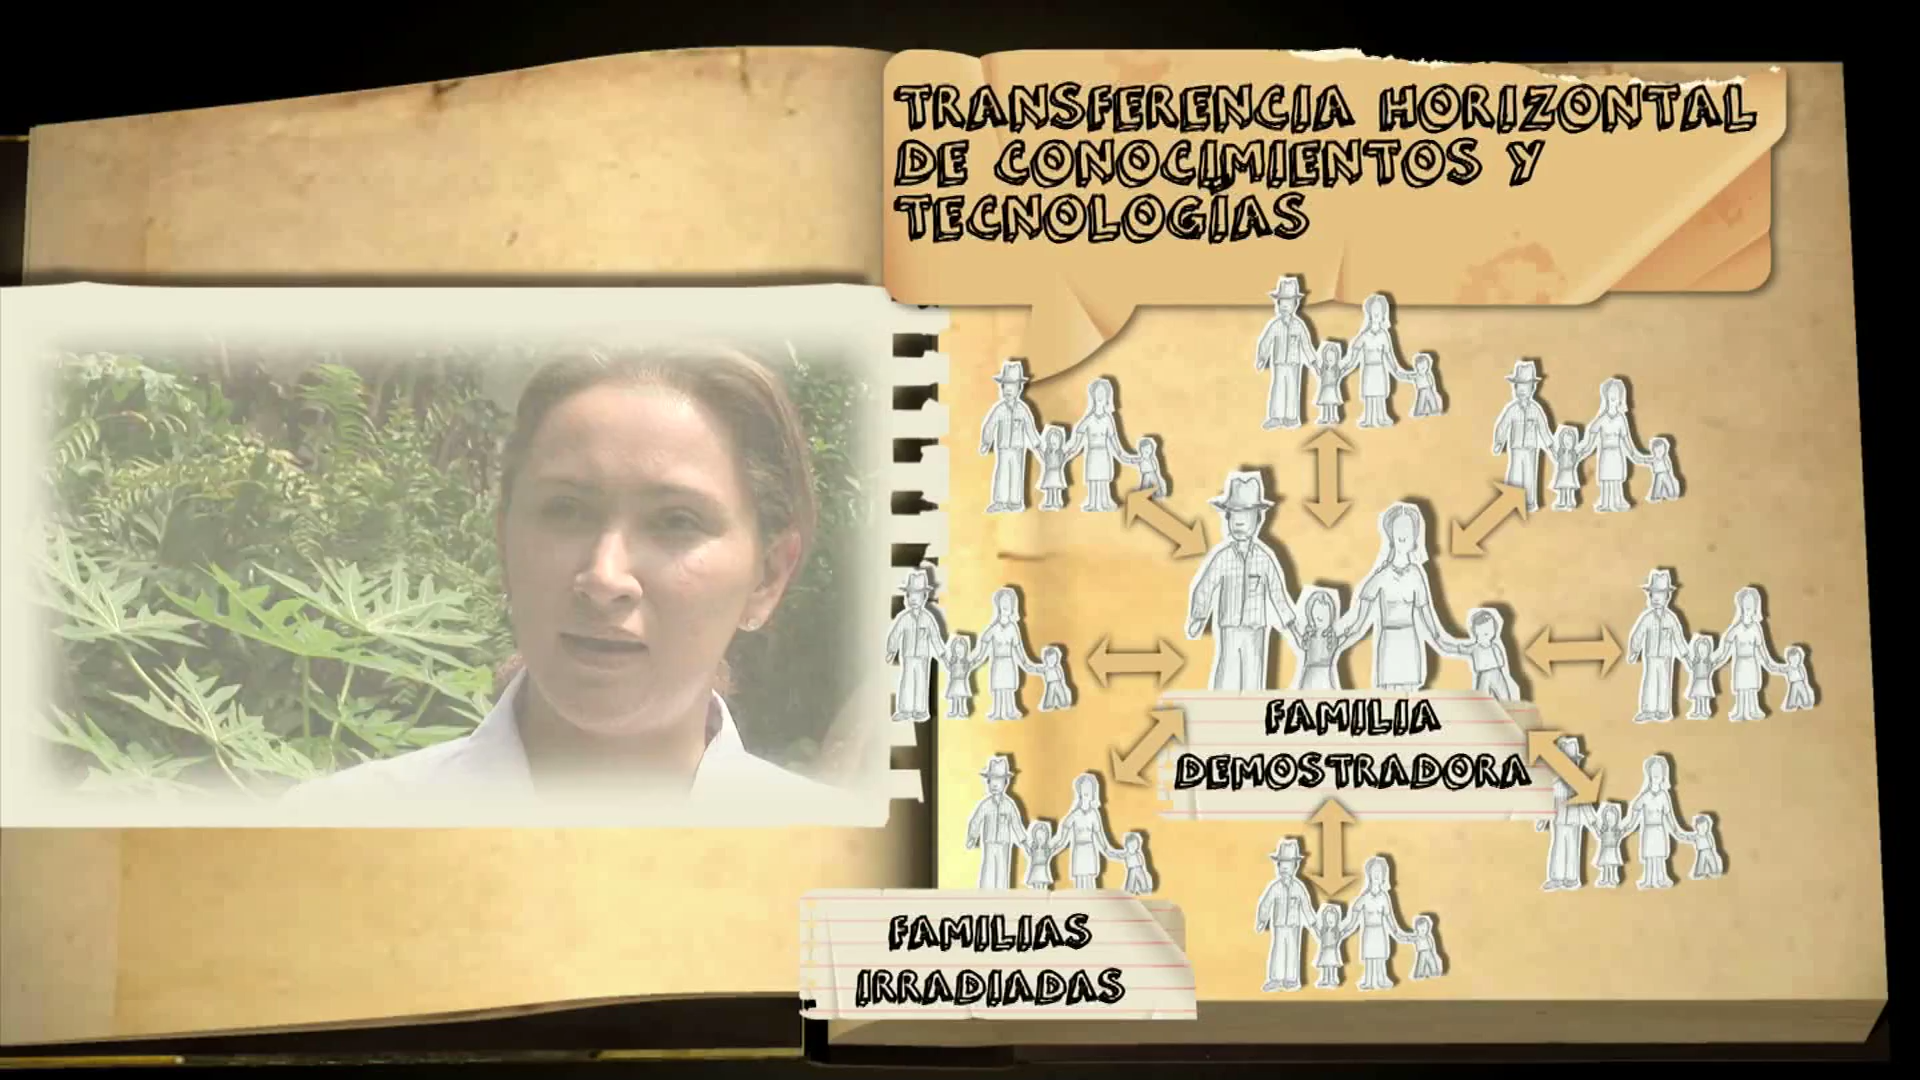 TRANSFERENCIA HORIZONTAL
DE CONOCIMIENTOS Y
TECNOLOGÍAS
FAMILIA
DEMOSTRADORA
FAMILIAS
IRRADIADAS